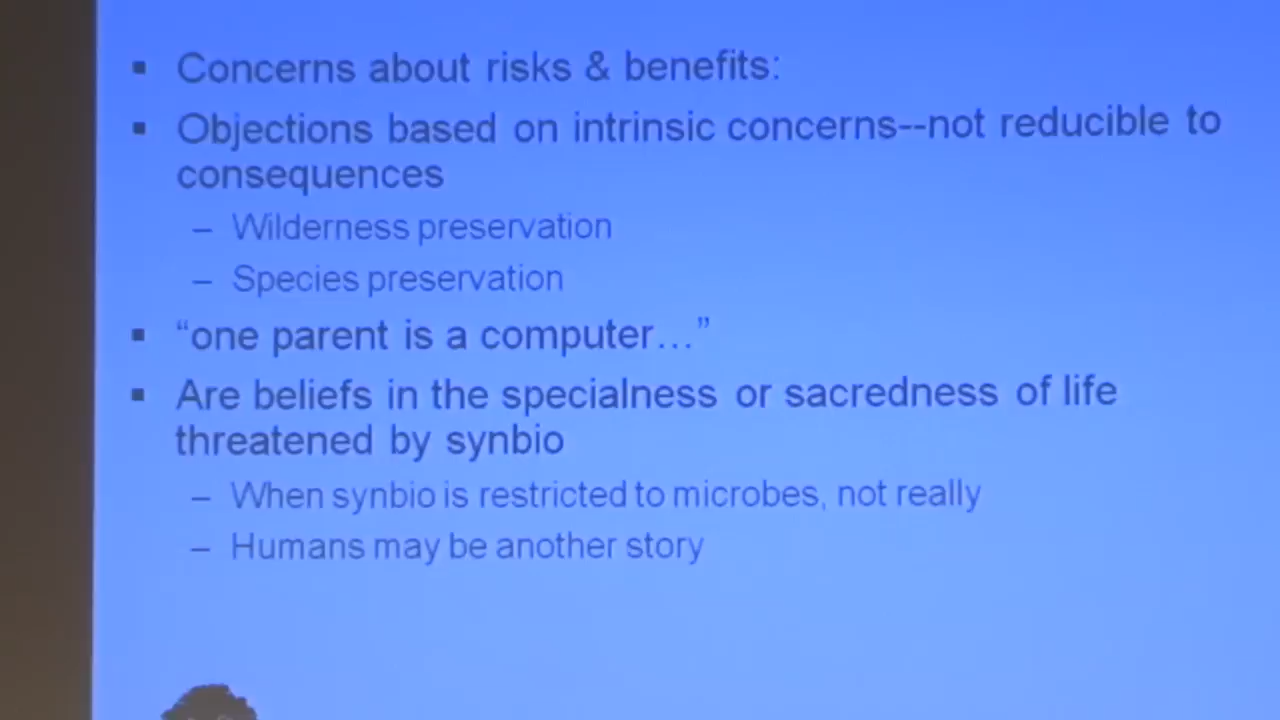 ▪ Concerns about risks & benefits:
▪ Objections based on intrinsic concerns--not reducible to
consequences
– Wilderness preservation
– Species preservation
▪ “one parent is a computer…”
▪ Are beliefs in the specialness or sacredness of life
threatened by synbio
– When synbio is restricted to microbes, not really
– Humans may be another story